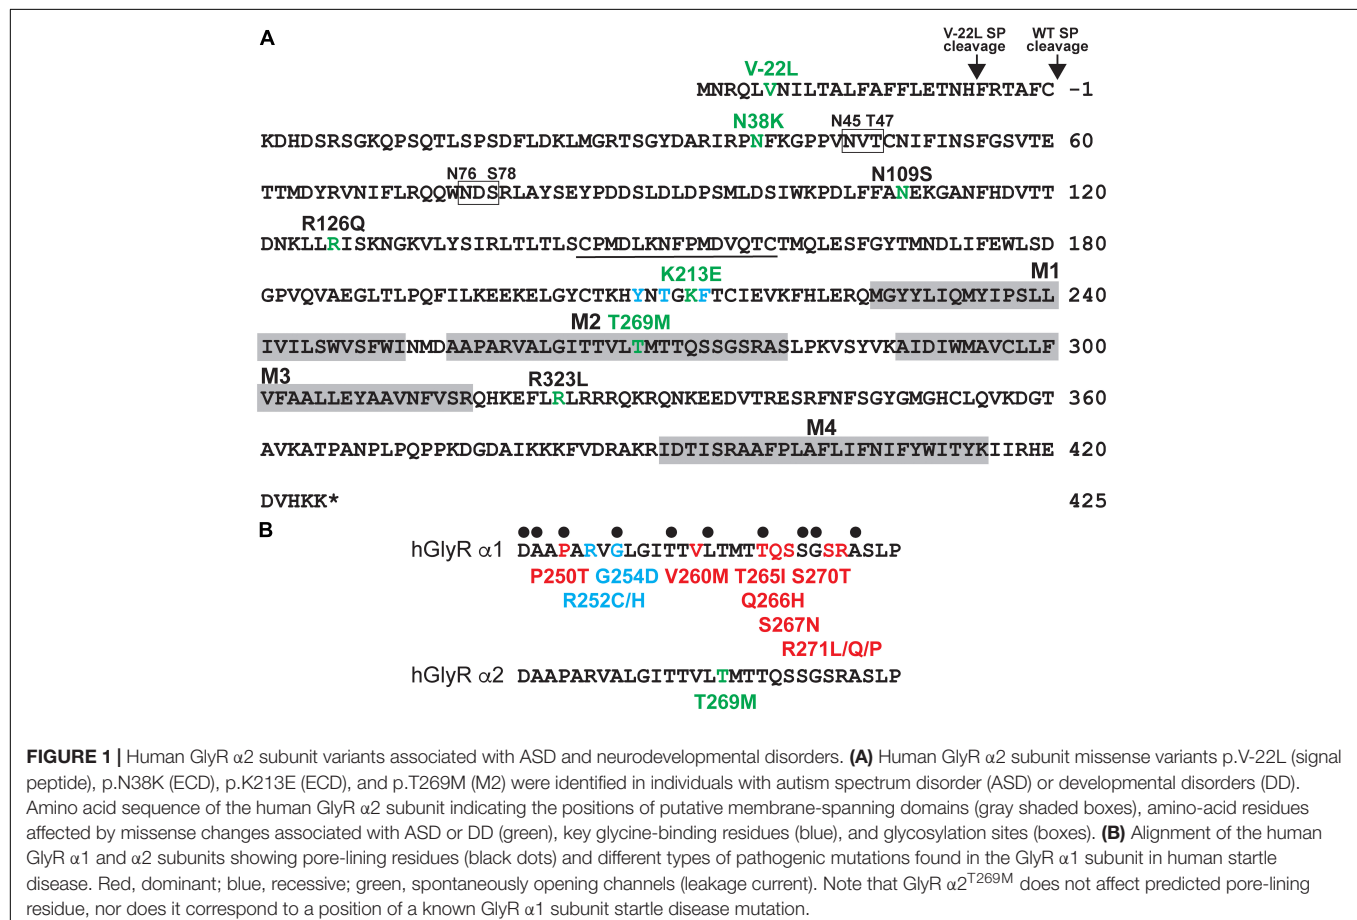 A
V-22L SP WT SP
cleavage cleavage
V-22L
MNRQLVNILTALFAFFLETNHFRTAFC -1
N38K N45 T47
KDHDSRSGKQPSQTLSPSDFLDKLMGRTSGYDARIRPNFKGPPVNVTCNIFINSFGSVTE 60
N76 S78 N109S
TTMDYRVNIFLRQQWNDSRLAYSEYPDDSLDLDPSMLDSIWKPDLFFANEKGANFHDVTT 120
R126Q
DNKLLRISKNGKVLYSIRLTLTLSCPMDLKNFPMDVQTCTMQLESFGYTMNDLIFEWLSD 180
K213E M1
GPVQVAEGLTLPQFILKEEKELGYCTKHYNTGKFTCIEVKFHLERQMGYYLIQMYIPSLL 240
M2 T269M
IVILSWVSFWINMDAAPARVALGITTVLTMTTQSSGSRASLPKVSYVKAIDIWMAVCLLF 300
M3 R323L
VFAALLEYAAVNFVSRQHKEFLRLRRRQKRQNKEEDVTRESRFNFSGYGMGHCLQVKDGT 360
M4
AVKATPANPLPQPPKDGDAIKKKFVDRAKRIDTISRAAFPLAFLIFNIFYWITYKIIRHE 420
DVHKK* 425
B
hGlyR α1 DAAPARVGLGITTVLTMTTQSSGSRASLP
P250T G254D V260M T265I S270T
R252C/H Q266H
S267N
R271L/Q/P
hGlyR α2 DAAPARVALGITTVLTMTTQSSGSRASLP
T269M
FIGURE 1 | Human GlyR α2 subunit variants associated with ASD and neurodevelopmental disorders. (A) Human GlyR α2 subunit missense variants p.V-22L (signal
peptide), p.N38K (ECD), p.K213E (ECD), and p.T269M (M2) were identified in individuals with autism spectrum disorder (ASD) or developmental disorders (DD).
Amino acid sequence of the human GlyR α2 subunit indicating the positions of putative membrane-spanning domains (gray shaded boxes), amino-acid residues
affected by missense changes associated with ASD or DD (green), key glycine-binding residues (blue), and glycosylation sites (boxes). (B) Alignment of the human
GlyR α1 and α2 subunits showing pore-lining residues (black dots) and different types of pathogenic mutations found in the GlyR α1 subunit in human startle
disease. Red, dominant; blue, recessive; green, spontaneously opening channels (leakage current). Note that GlyR α2T269M does not affect predicted pore-lining
residue, nor does it correspond to a position of a known GlyR α1 subunit startle disease mutation.